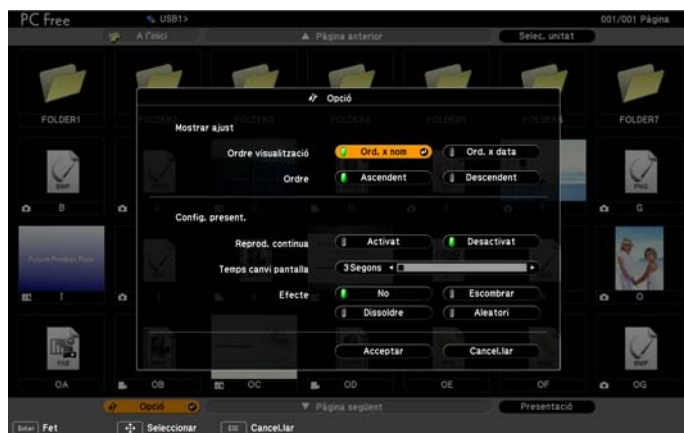 PC Free USB1> 001/001 Pàgina
A l'inici Pàgina anterior Selec. unitat
FOLDER1 FOLDER7
Opció
Mostrar ajust
Ordre visualització Ord. x nom Ord. x data
Ordre Ascendent Descendent
B C G
Config. present.
Reprod. contínua Activat Desactivat
Temps canvi pantalla 3 Segons
Efecte No Escombrar
Dissoldre Aleatori
I J O
Acceptar Cancel.lar
OA OB OC OD OE OF OG
Opció Pàgina següent Presentació
Enter Fet Seleccionar ESC Cancel.lar